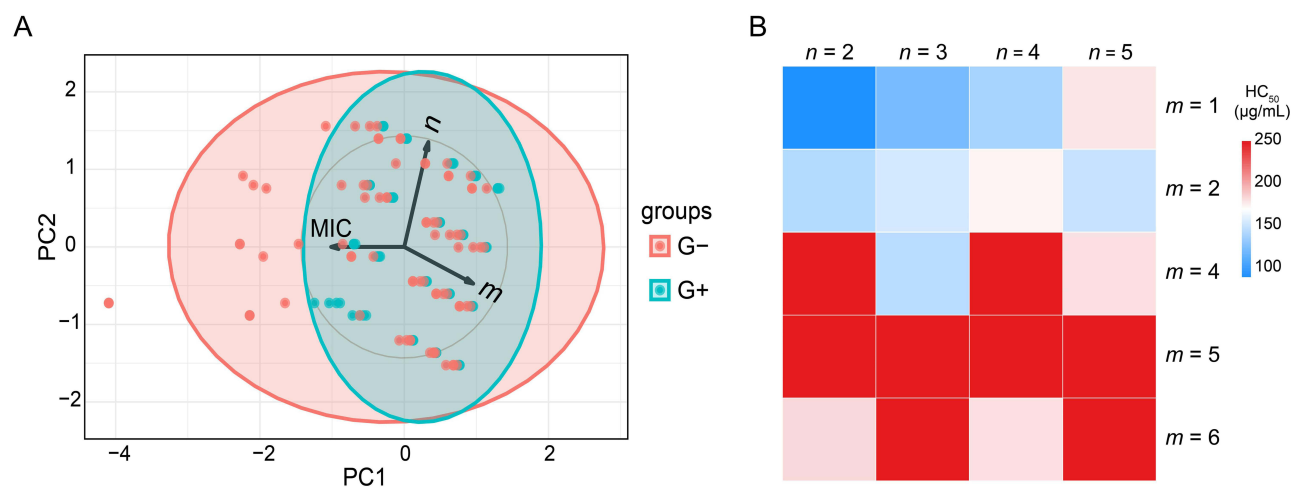 A
PC2
2
1
0
−1
−2
−4
−2
0
2
PC1
n
MIC
m
groups
G−
G+
B
n = 2
n = 3
n = 4
n = 5
m = 1
m = 2
m = 4
m = 5
m = 6
HC50
(μg/mL)
250
200
150
100